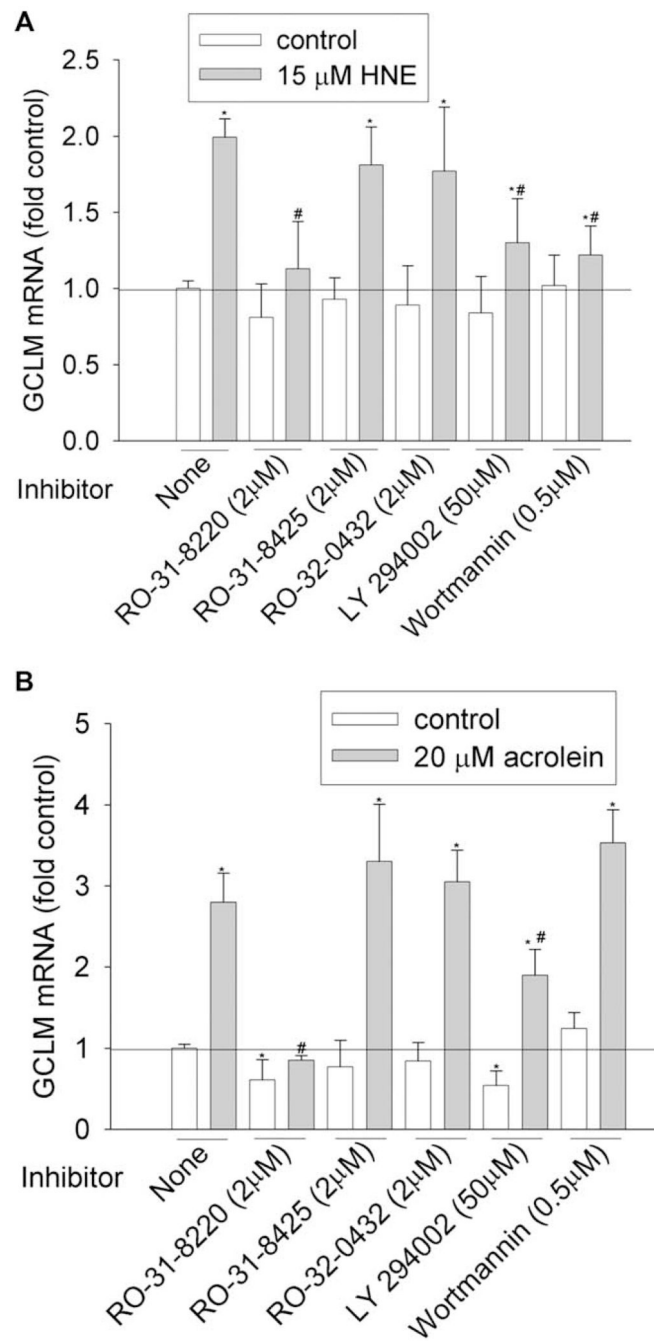 A
control
15 μM HNE
GCLM mRNA (fold control)
2.5
2.0
1.5
1.0
0.5
0.0
* # * * *# *#
Inhibitor
None
RO-31-8220 (2μM)
RO-31-8425 (2μM)
RO-32-0432 (2μM)
LY 294002 (50μM)
Wortmannin (0.5μM)
B
control
20 μM acrolein
GCLM mRNA (fold control)
5
4
3
2
1
0
* * # * * * *# *
Inhibitor
None
RO-31-8220 (2μM)
RO-31-8425 (2μM)
RO-32-0432 (2μM)
LY 294002 (50μM)
Wortmannin (0.5μM)